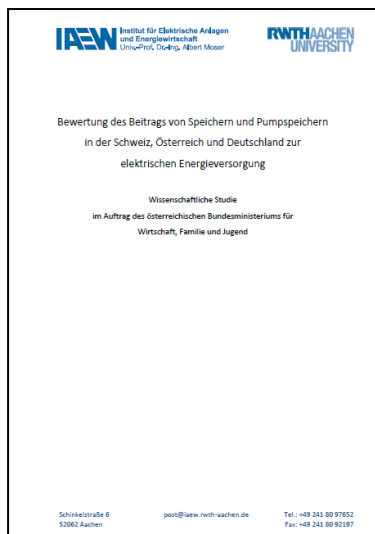 IAEW Institut für Elektrische Anlagen
und Energiewirtschaft
Univ.-Prof. Dr.-Ing. Albert Moser
RWTHAACHEN
UNIVERSITY
Bewertung des Beitrags von Speichern und Pumpspeichern
in der Schweiz, Österreich und Deutschland zur
elektrischen Energieversorgung
Wissenschaftliche Studie
im Auftrag des österreichischen Bundesministeriums für
Wirtschaft, Familie und Jugend
Schinkelstraße 6 post@iaew.rwth-aachen.de Tel.: +49 241 80 97652
52062 Aachen Fax: +49 241 80 92197